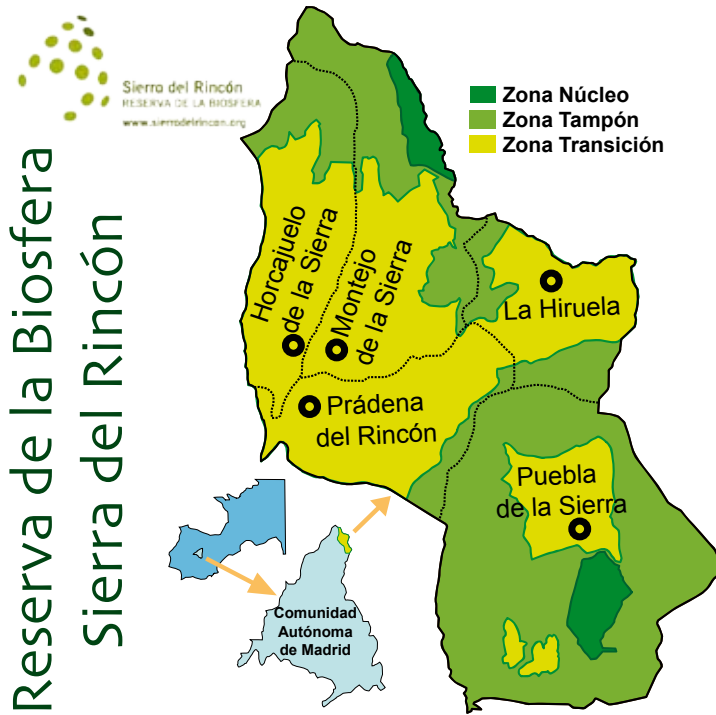 Sierra del Rincón
RESERVA DE LA BIOSFERA
www.sierradelrincon.org
Reserva de la Biosfera
Sierra del Rincón
Zona Núcleo
Zona Tampón
Zona Transición
Horcajuelo
de la Sierra
Montejo
de la Sierra
La Hiruela
Prádena
del Rincón
Puebla
de la Sierra
Comunidad
Autónoma
de Madrid